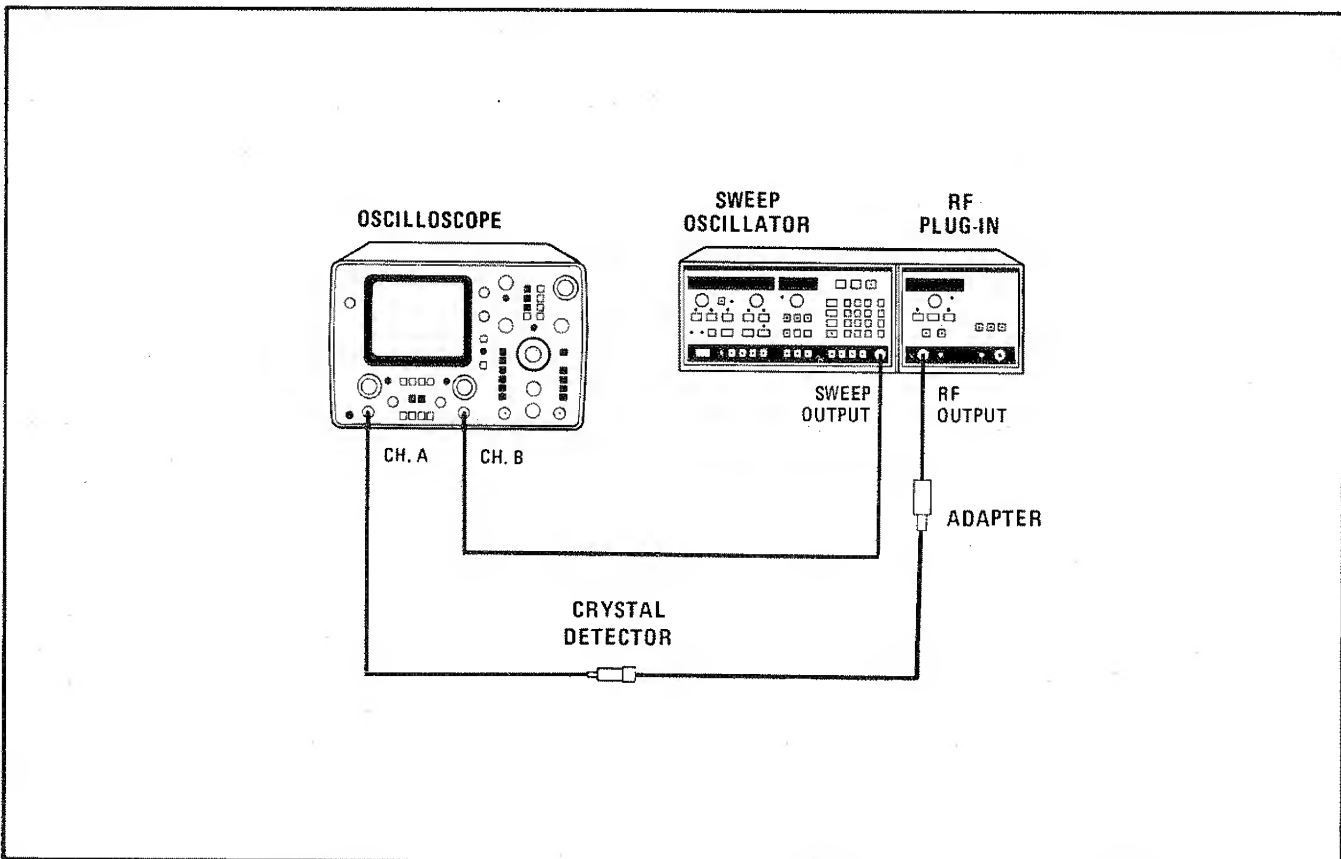 OSCILLOSCOPE
SWEEP
OSCILLATOR
RF
PLUG-IN
SWEEP
OUTPUT
RF
OUTPUT
CH. A
CH. B
ADAPTER
CRYSTAL
DETECTOR